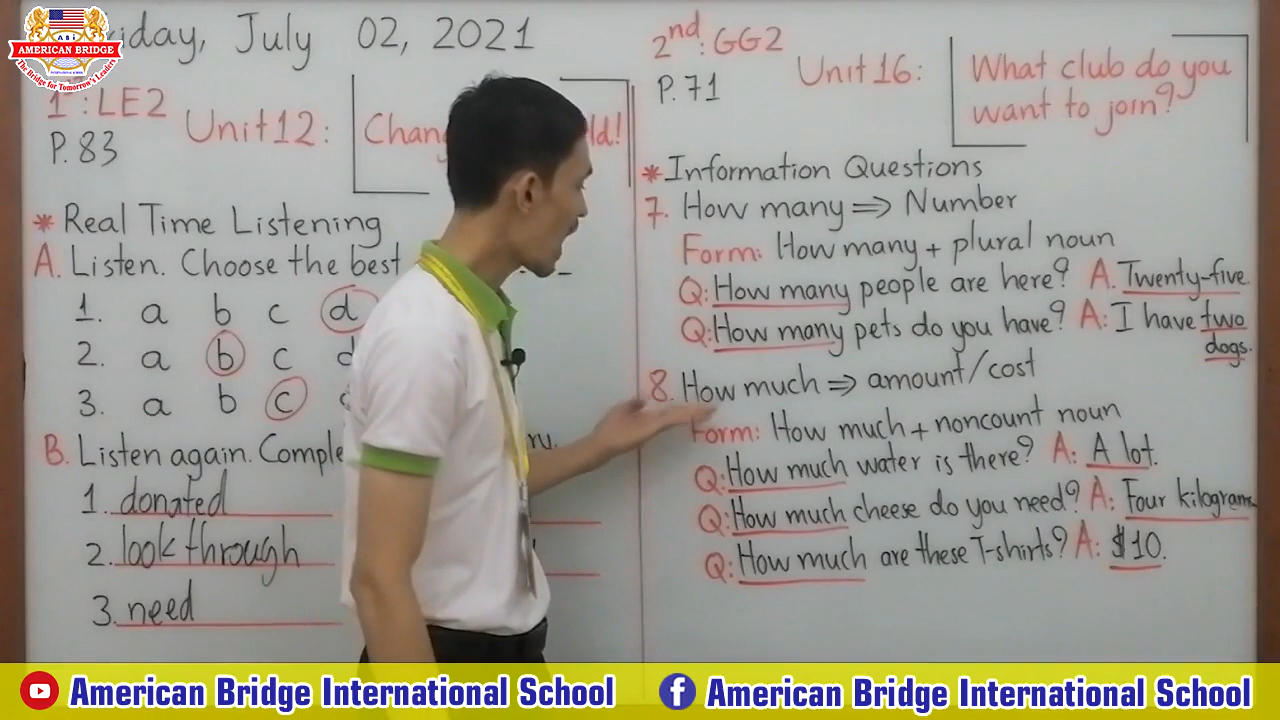 AMERICAN BRIDGE
INTERNATIONAL SCHOOL
The Bridge for Tomorrow's Leaders
day, July 02, 2021
: LE2
P. 83
Unit 12:
* Real Time Listening
A. Listen. Choose the best
1. a b c d
2. a b c d
3. a b c
B. Listen again.
1. donated
2. look through
3. need
2nd: GG2
P. 71
Unit 16:
What club do you
want to join?
* Information Questions
7. How many ⇒ Number
Form: How many + plural noun
Q: How many people are here? A. Twenty-five.
Q: How many pets do you have? A: I have two
dogs.
8. How much ⇒ amount/cost
Form: How much + noncount noun
Q: How much water is there? A: A lot.
Q: How much cheese do you need? A: Four kilograms
Q: How much are these T-shirts? A: $10.
American Bridge International School
American Bridge International School